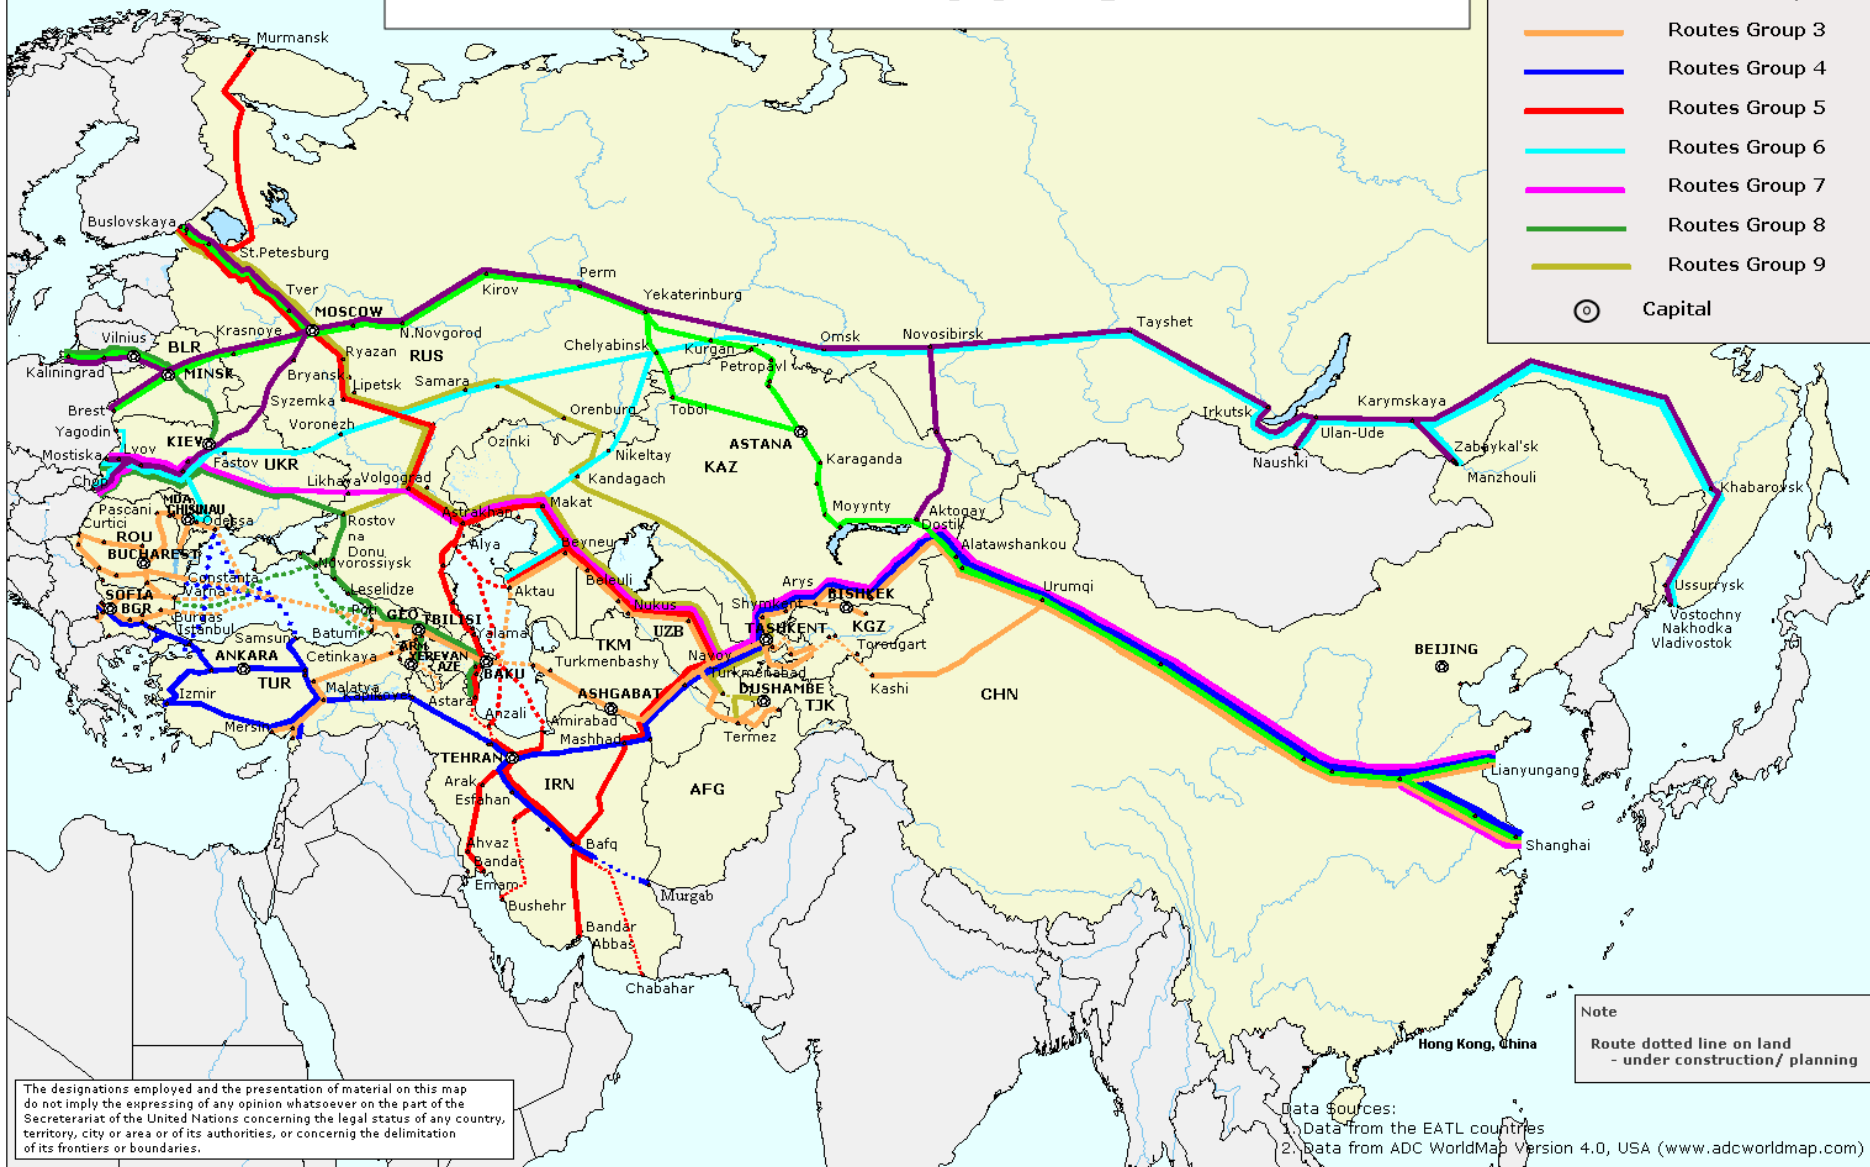 Routes Group 3
Routes Group 4
Routes Group 5
Routes Group 6
Routes Group 7
Routes Group 8
Routes Group 9
Capital
Murmansk
Buslovskaya
St.Petesburg
Tver
MOSCOW
Kirov
Perm
Yekaterinburg
N.Novgorod
Krasnoye
Vilnius
BLR
Ryazan
RUS
Chelyabinsk
Kurgan
Omsk
Novosibirsk
Tayshet
Kaliningrad
MINSK
Bryansk
Lipetsk
Samara
Petropavl
Brest
Syzemka
Tobol
Orenburg
Irkutsk
Karymskaya
Yagodin
Voronezh
Ozinki
ASTANA
Ulan-Ude
KIEV
Zabaykal'sk
Mostiska
Lvov
Fastov
UKR
Nikeltay
KAZ
Karaganda
Naushki
Manzhouli
Chop
Likhaya
Volgograd
Kandagach
Khabarovsk
MDA
CHISINAU
Pascani
Curtici
Odessa
Rostov
na
Donu
Astrakhan
Makat
Moyynty
Aktogay
Dostik
ROU
BUCHAREST
Alya
Beyneu
Alatawshankou
Novorossiysk
Constanta
Leselidze
Beleuli
Aktau
Arys
Urumqi
Ussurrysk
SOFIA
BGR
Varna
Burgas
Istanbul
Poti
GEO
TBILISI
Nukus
Shymkent
BISHKEK
Vostochny
Nakhodka
Vladivostok
Samsun
Batumi
ARM
YEREVAN
AZE
Yalama
TKM
UZB
TASHKENT
KGZ
ANKARA
Cetinkaya
Turkmenbashy
Navoy
Torougart
BEIJING
TUR
BAKU
Turkmenabad
Kashi
CHN
Izmir
Malatya
Kapikoy
Astara
ASHGABAT
DUSHAMBE
TJK
Mersin
Anzali
Amirabad
Mashhad
Termez
TEHRAN
Arak
IRN
AFG
Lianyungang
Esfahan
Ahvaz
Bafq
Shanghai
Bandar
Emam
Murgab
Bushehr
Bandar
Abbas
Chabahar
Hong Kong, China
Note
Route dotted line on land
- under construction/ planning
The designations employed and the presentation of material on this map
do not imply the expressing of any opinion whatsoever on the part of the
Secreterariat of the United Nations concerning the legal status of any country,
territory, city or area or of its authorities, or concernig the delimitation
of its frontiers or boundaries.
Data Sources:
1. Data from the EATL countries
2. Data from ADC WorldMap Version 4.0, USA (www.adcworldmap.com)